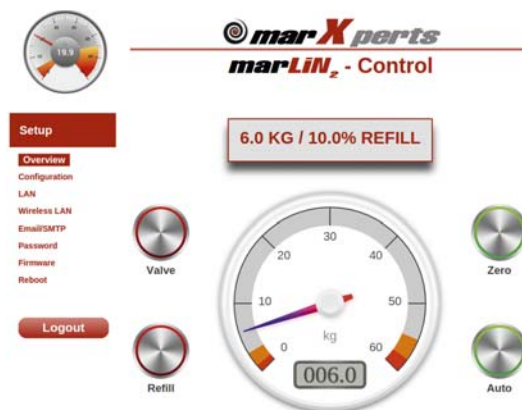 marXperts
marLiN2 - Control
19.9
Setup
Overview
Configuration
LAN
Wireless LAN
Email/SMTP
Password
Firmware
Reboot
Logout
6.0 KG / 10.0% REFILL
Valve
Zero
Refill
Auto
0
10
20
30
40
50
60
kg
006.0